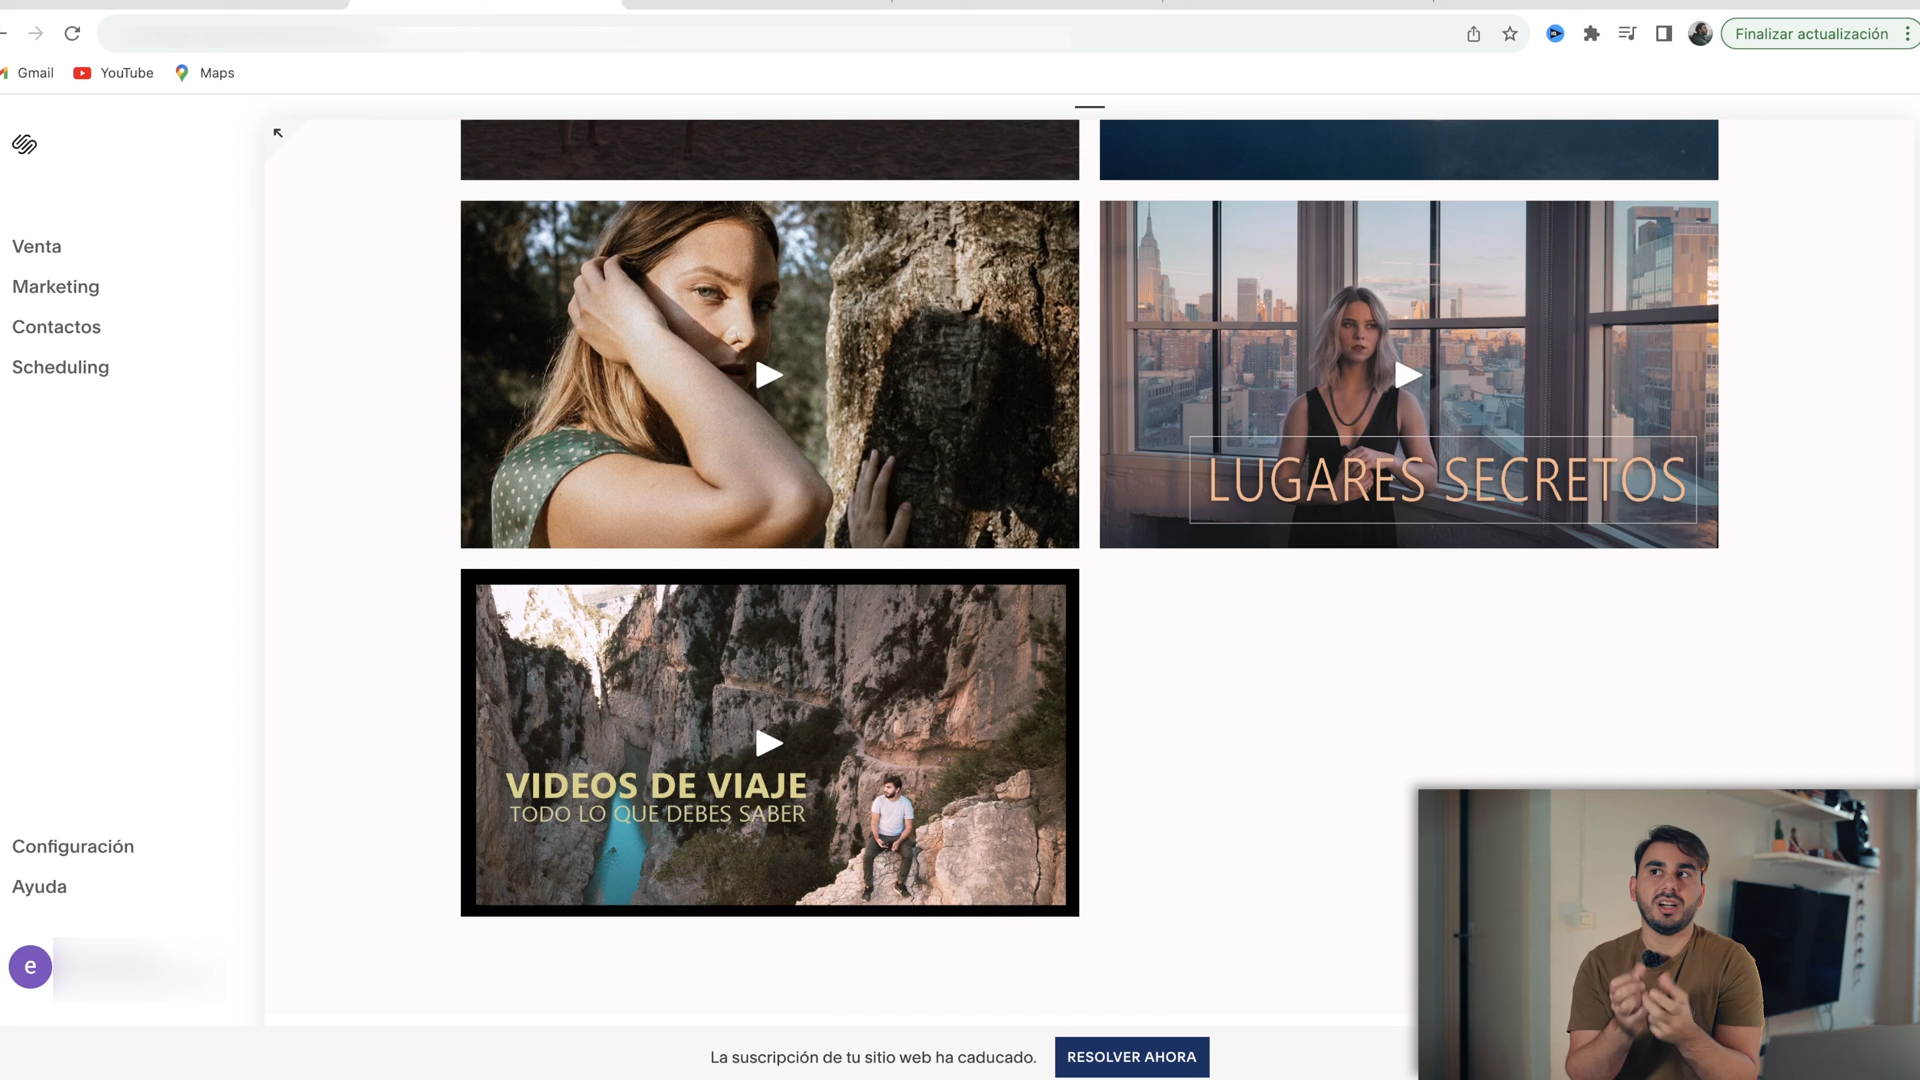 Finalizar actualización
Gmail
YouTube
Maps
Venta
Marketing
Contactos
Scheduling
LUGARES SECRETOS
VIDEOS DE VIAJE
TODO LO QUE DEBES SABER
Configuración
Ayuda
e
La suscripción de tu sitio web ha caducado.
RESOLVER AHORA